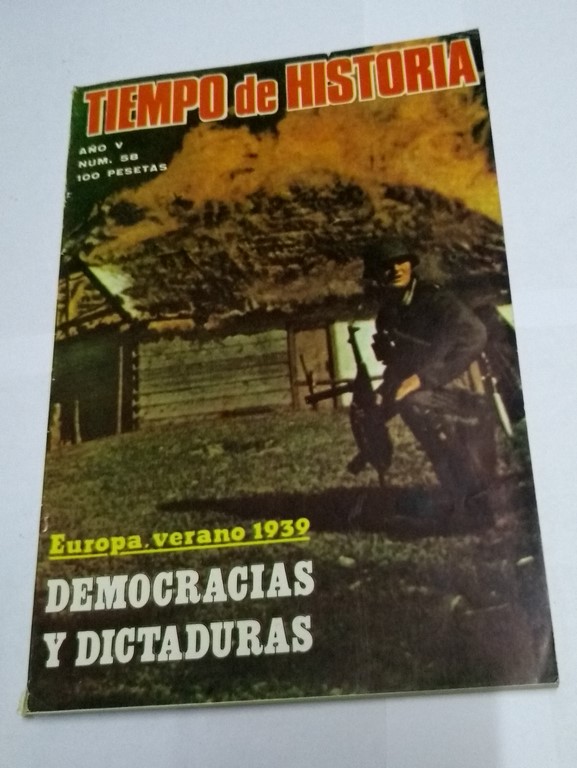 TIEMPO de HISTORIA
AÑO V
NUM. 58
100 PESETAS
Europa, verano 1939
DEMOCRACIAS
Y DICTADURAS